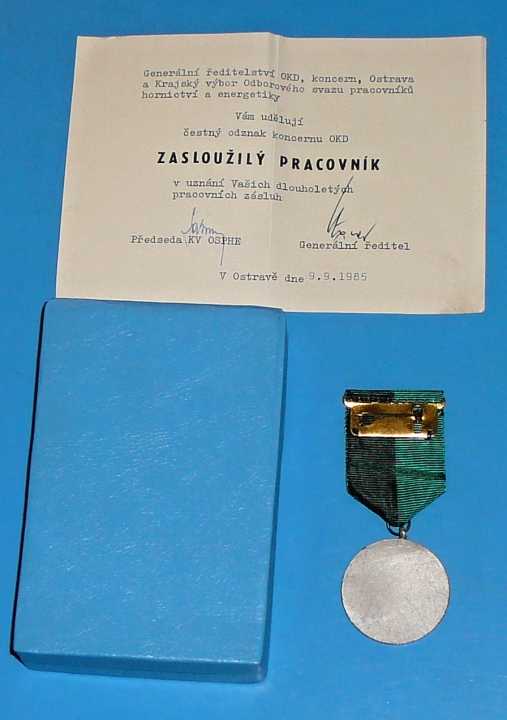 Generální ředitelství OKD, koncern, Ostrava
a Krajský výbor Odborového svazu pracovníků
hornictví a energetiky
Vám udělují
čestný odznak koncernu OKD
ZASLOUŽILÝ PRACOVNÍK
v uznání Vašich dlouholetých
pracovních zásluh
Předseda KV OSPHE Generální ředitel
V Ostravě dne 9.9.1985